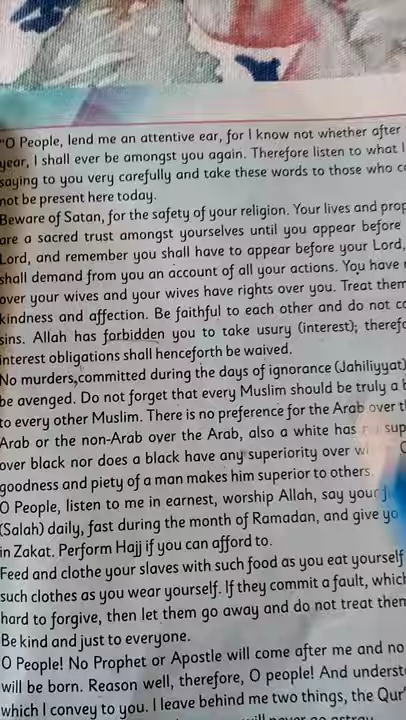 "O People, lend me an attentive ear, for I know not whether after
year, I shall ever be amongst you again. Therefore listen to what I
saying to you very carefully and take these words to those who
not be present here today.
Beware of Satan, for the safety of your religion. Your lives and
are a sacred trust amongst yourselves until you appear before
Lord, and remember you shall have to appear before your Lord,
shall demand from you an account of all your actions. You have
over your wives and your wives have rights over you. Treat them
kindness and affection. Be faithful to each other and do not
sins. Allah has forbidden you to take usury (interest);
interest obligations shall henceforth be waived.
No murders,committed during the days of ignorance (Jahiliyyat)
be avenged. Do not forget that every Muslim should be truly a
to every other Muslim. There is no preference for the Arab over
Arab or the non-Arab over the Arab, also a white has
over black nor does a black have any superiority over
goodness and piety of a man makes him superior to others.
O People, listen to me in earnest, worship Allah, say your
(Salah) daily, fast during the month of Ramadan, and give
in Zakat. Perform Hajj if you can afford to.
Feed and clothe your slaves with such food as you eat yourself
such clothes as you wear yourself. If they commit a fault,
hard to forgive, then let them go away and do not treat them
Be kind and just to everyone.
O People! No Prophet or Apostle will come after me and no
will be born. Reason well, therefore, O people! And
which I convey to you. I leave behind me two things, the